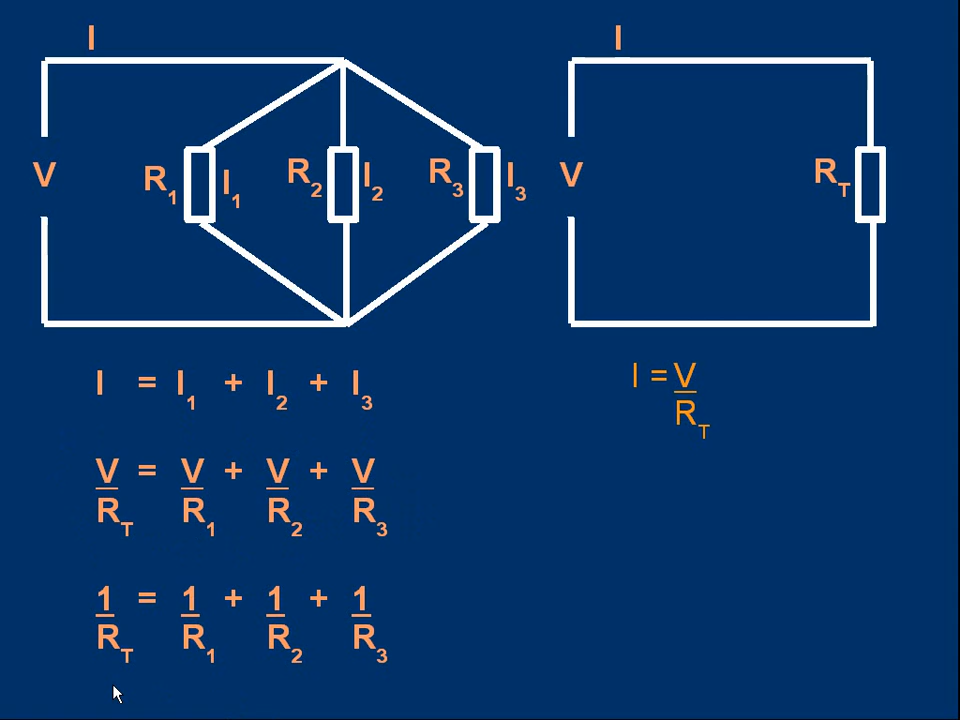 I
I
V
R1
I1
R2
I2
R3
I3
V
RT
I = I1 + I2 + I3
I = V
RT
V = V + V + V
RT R1 R2 R3
1 = 1 + 1 + 1
RT R1 R2 R3